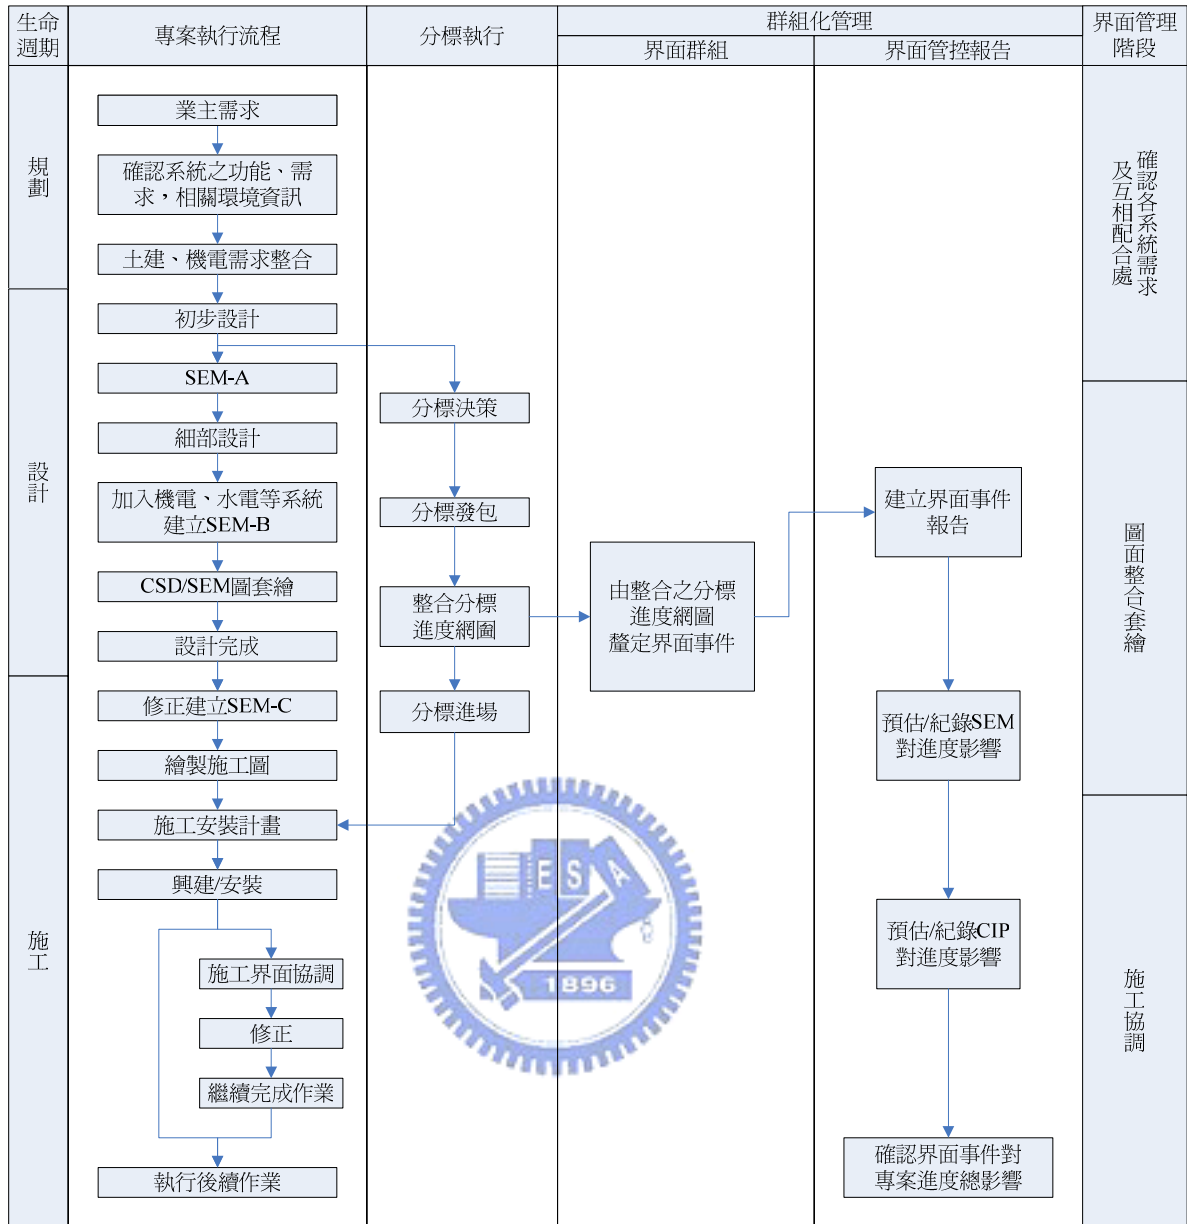 生命
週期
專案執行流程
分標執行
群組化管理
界面群組
界面管控報告
界面管理
階段
規劃
業主需求
確認系統之功能、需
求，相關環境資訊
土建、機電需求整合
確認各系統需求
及互相配合處
設計
初步設計
SEM-A
細部設計
加入機電、水電等系統
建立SEM-B
CSD/SEM圖套繪
設計完成
分標決策
分標發包
整合分標
進度網圖
分標進場
由整合之分標
進度網圖
釐定界面事件
建立界面事件
報告
預估/紀錄SEM
對進度影響
預估/紀錄CIP
對進度影響
確認界面事件對
專案進度總影響
圖面整合/套繪
施工
修正建立SEM-C
繪製施工圖
施工安裝計畫
興建/安裝
施工界面協調
修正
繼續完成作業
執行後續作業
施工協調
E S A
1896